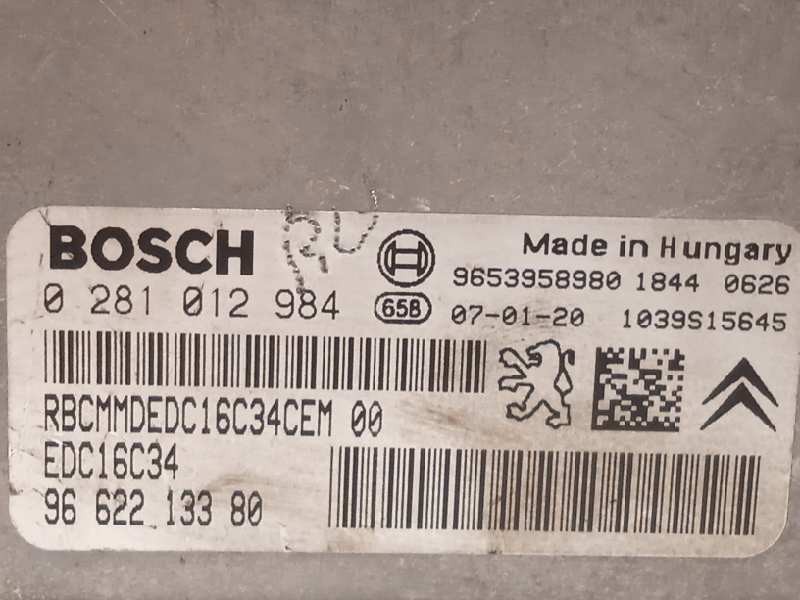 BOSCH
Made in Hungary
9653958980 1844 0626
0 281 012 984
658
07-01-20 1039S15645
RBCMMDEDC16C34CEM 00
EDC16C34
96 622 133 80